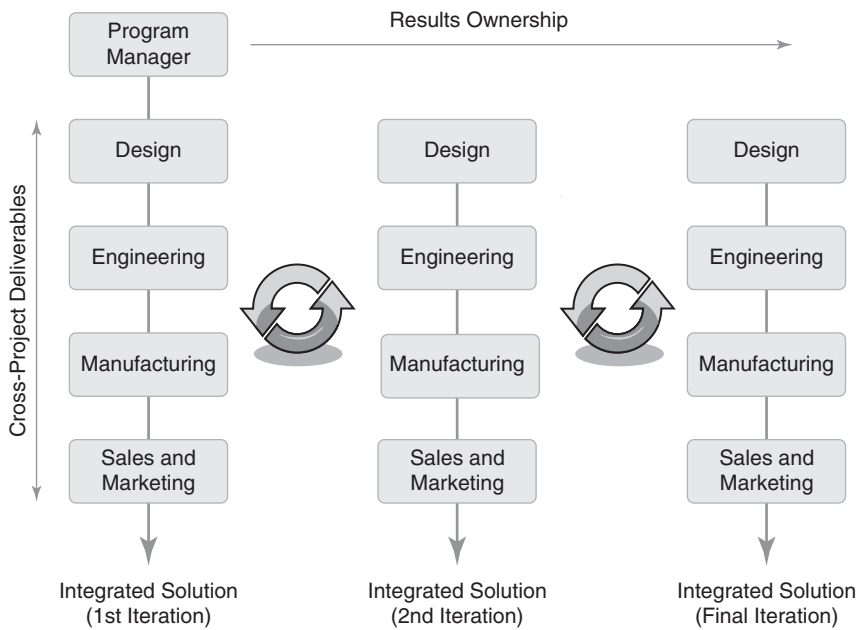 Program
Manager
Results Ownership
Cross-Project Deliverables
Design
Engineering
Manufacturing
Sales and
Marketing
Integrated Solution
(1st Iteration)
Design
Engineering
Manufacturing
Sales and
Marketing
Integrated Solution
(2nd Iteration)
Design
Engineering
Manufacturing
Sales and
Marketing
Integrated Solution
(Final Iteration)